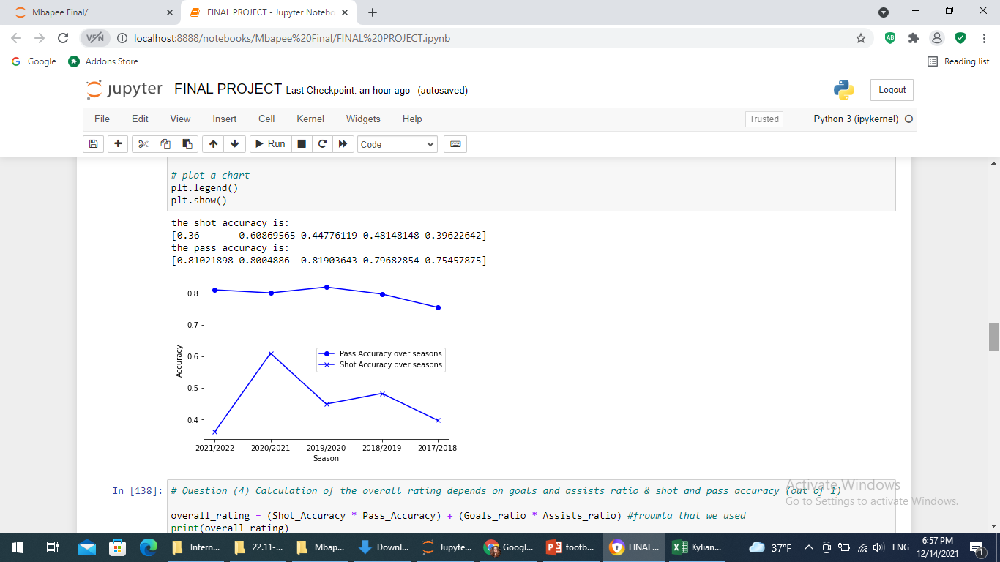 Mbapee Final/
FINAL PROJECT - Jupyter Notebo
VPN
localhost:8888/notebooks/Mbapee%20Final/FINAL%20PROJECT.ipynb
AB
Google
Addons Store
Reading list
jupyter FINAL PROJECT Last Checkpoint: an hour ago (autosaved)
Logout
File Edit View Insert Cell Kernel Widgets Help
Trusted
Python 3 (ipykernel)
Run
Code
# plot a chart
plt.legend()
plt.show()
the shot accuracy is:
[0.36       0.60869565 0.44776119 0.48148148 0.39622642]
the pass accuracy is:
[0.81021898 0.8004886  0.81903643 0.79682854 0.75457875]
0.8
0.7
0.6
0.5
0.4
Accuracy
Pass Accuracy over seasons
Shot Accuracy over seasons
2021/2022 2020/2021 2019/2020 2018/2019 2017/2018
Season
In [138]:
# Question (4) Calculation of the overall rating depends on goals and assists ratio & shot and pass accuracy (out of 1)
overall_rating = (Shot_Accuracy * Pass_Accuracy) + (Goals_ratio * Assists_ratio) #froumla that we used
print(overall_rating)
Activate Windows
Go to Settings to activate Windows.
Intern...
22.11-...
Mbap...
Downl...
Jupyte...
Googl...
footb...
FINAL...
Kylian...
37°F
ENG
6:57 PM
12/14/2021
1